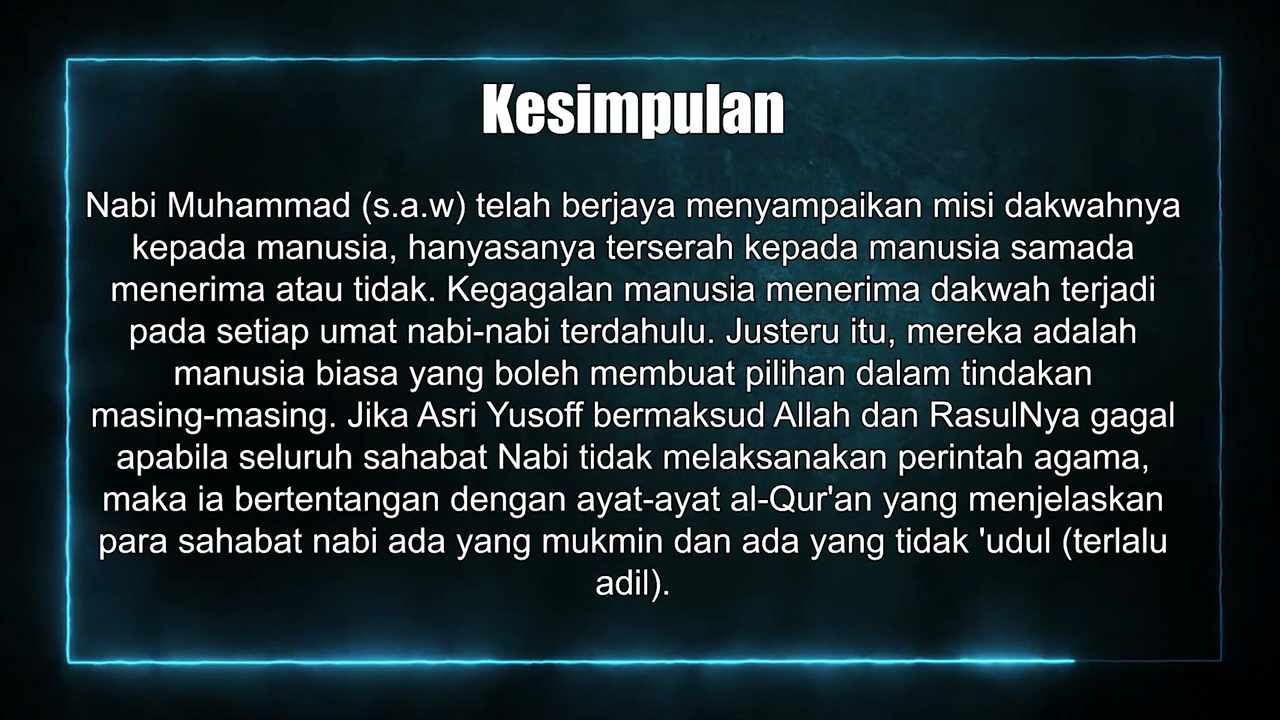 Kesimpulan
Nabi Muhammad (s.a.w) telah berjaya menyampaikan misi dakwahnya
kepada manusia, hanyasanya terserah kepada manusia samada
menerima atau tidak. Kegagalan manusia menerima dakwah terjadi
pada setiap umat nabi-nabi terdahulu. Justeru itu, mereka adalah
manusia biasa yang boleh membuat pilihan dalam tindakan
masing-masing. Jika Asri Yusoff bermaksud Allah dan RasulNya gagal
apabila seluruh sahabat Nabi tidak melaksanakan perintah agama,
maka ia bertentangan dengan ayat-ayat al-Qur'an yang menjelaskan
para sahabat nabi ada yang mukmin dan ada yang tidak 'udul (terlalu
adil).